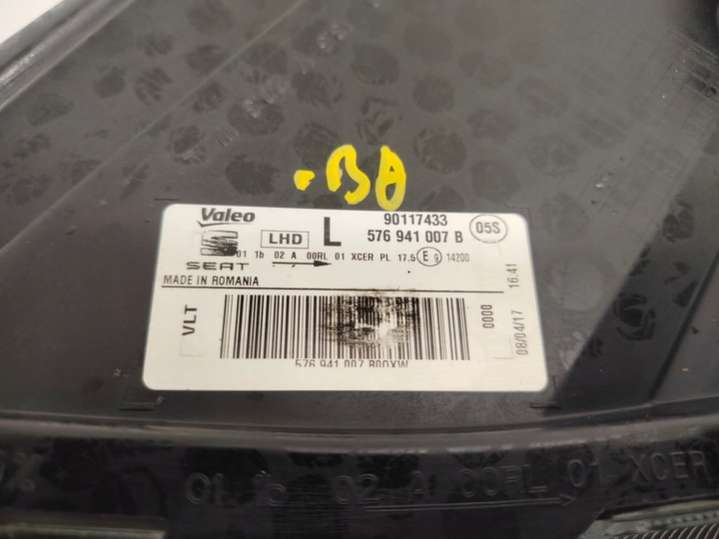 -BA
Valeo
LHD L
90117433
576 941 007 B
05S
01 1b 02 A 00RL 01 XCER PL 17.5 E 9 14200
SEAT
MADE IN ROMANIA
VLT
0000
08/04/17 16.41
576 941 007 B00XW
01 1b 02 A 00RL 01 XCER